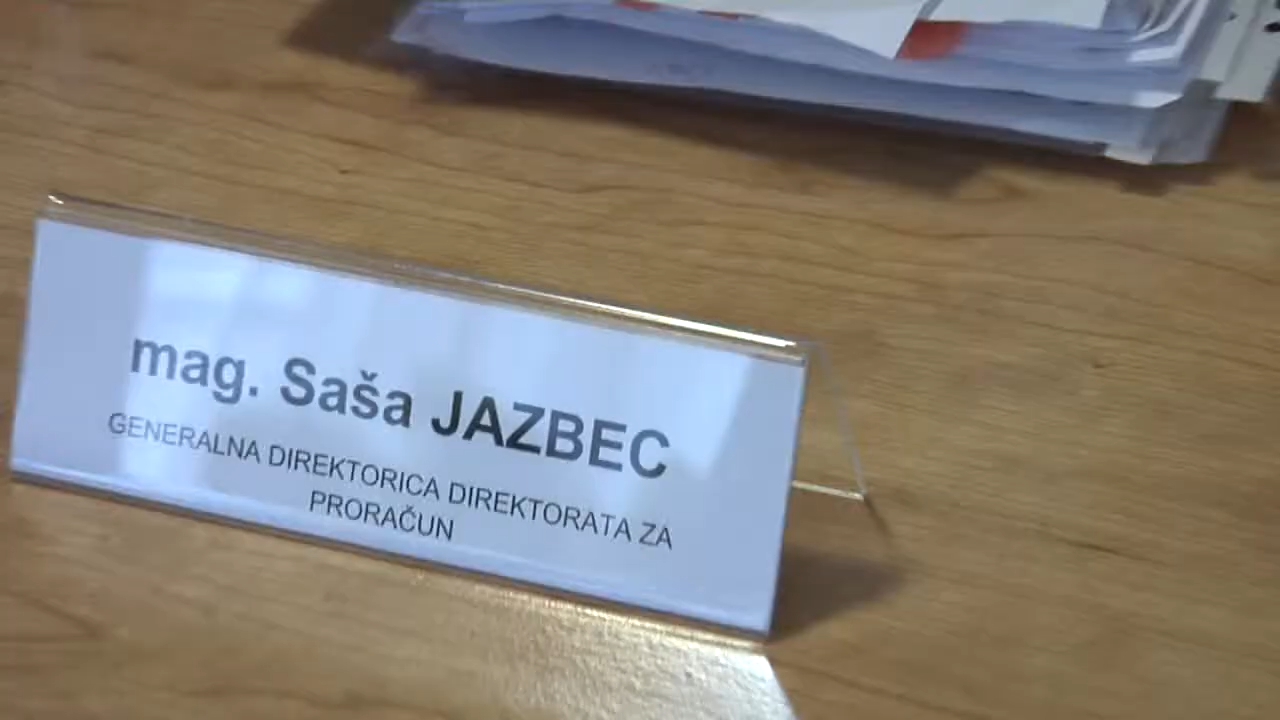 mag. Saša JAZBEC
GENERALNA DIREKTORICA DIREKTORATA ZA
PRORAČUN